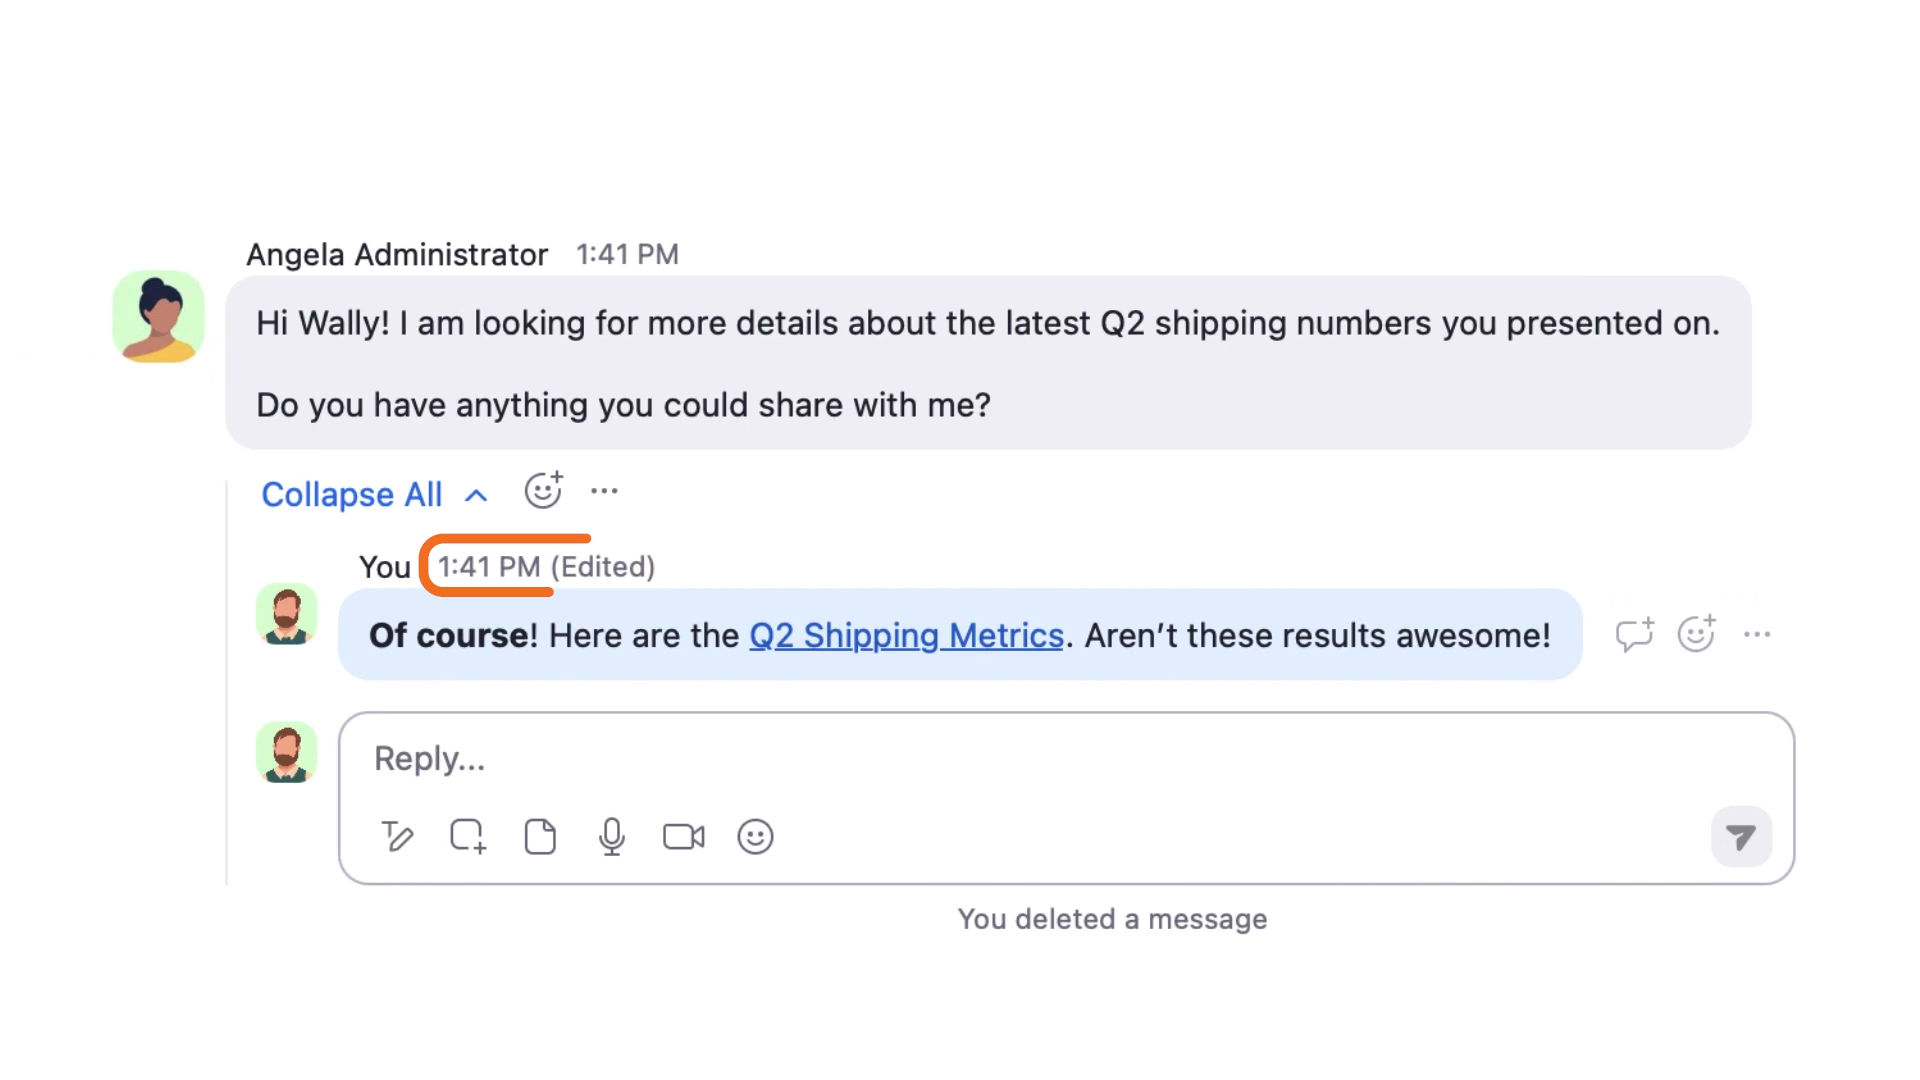 Angela Administrator 1:41 PM
Hi Wally! I am looking for more details about the latest Q2 shipping numbers you presented on.
Do you have anything you could share with me?
Collapse All
You 1:41 PM (Edited)
Of course! Here are the Q2 Shipping Metrics. Aren’t these results awesome!
Reply...
You deleted a message